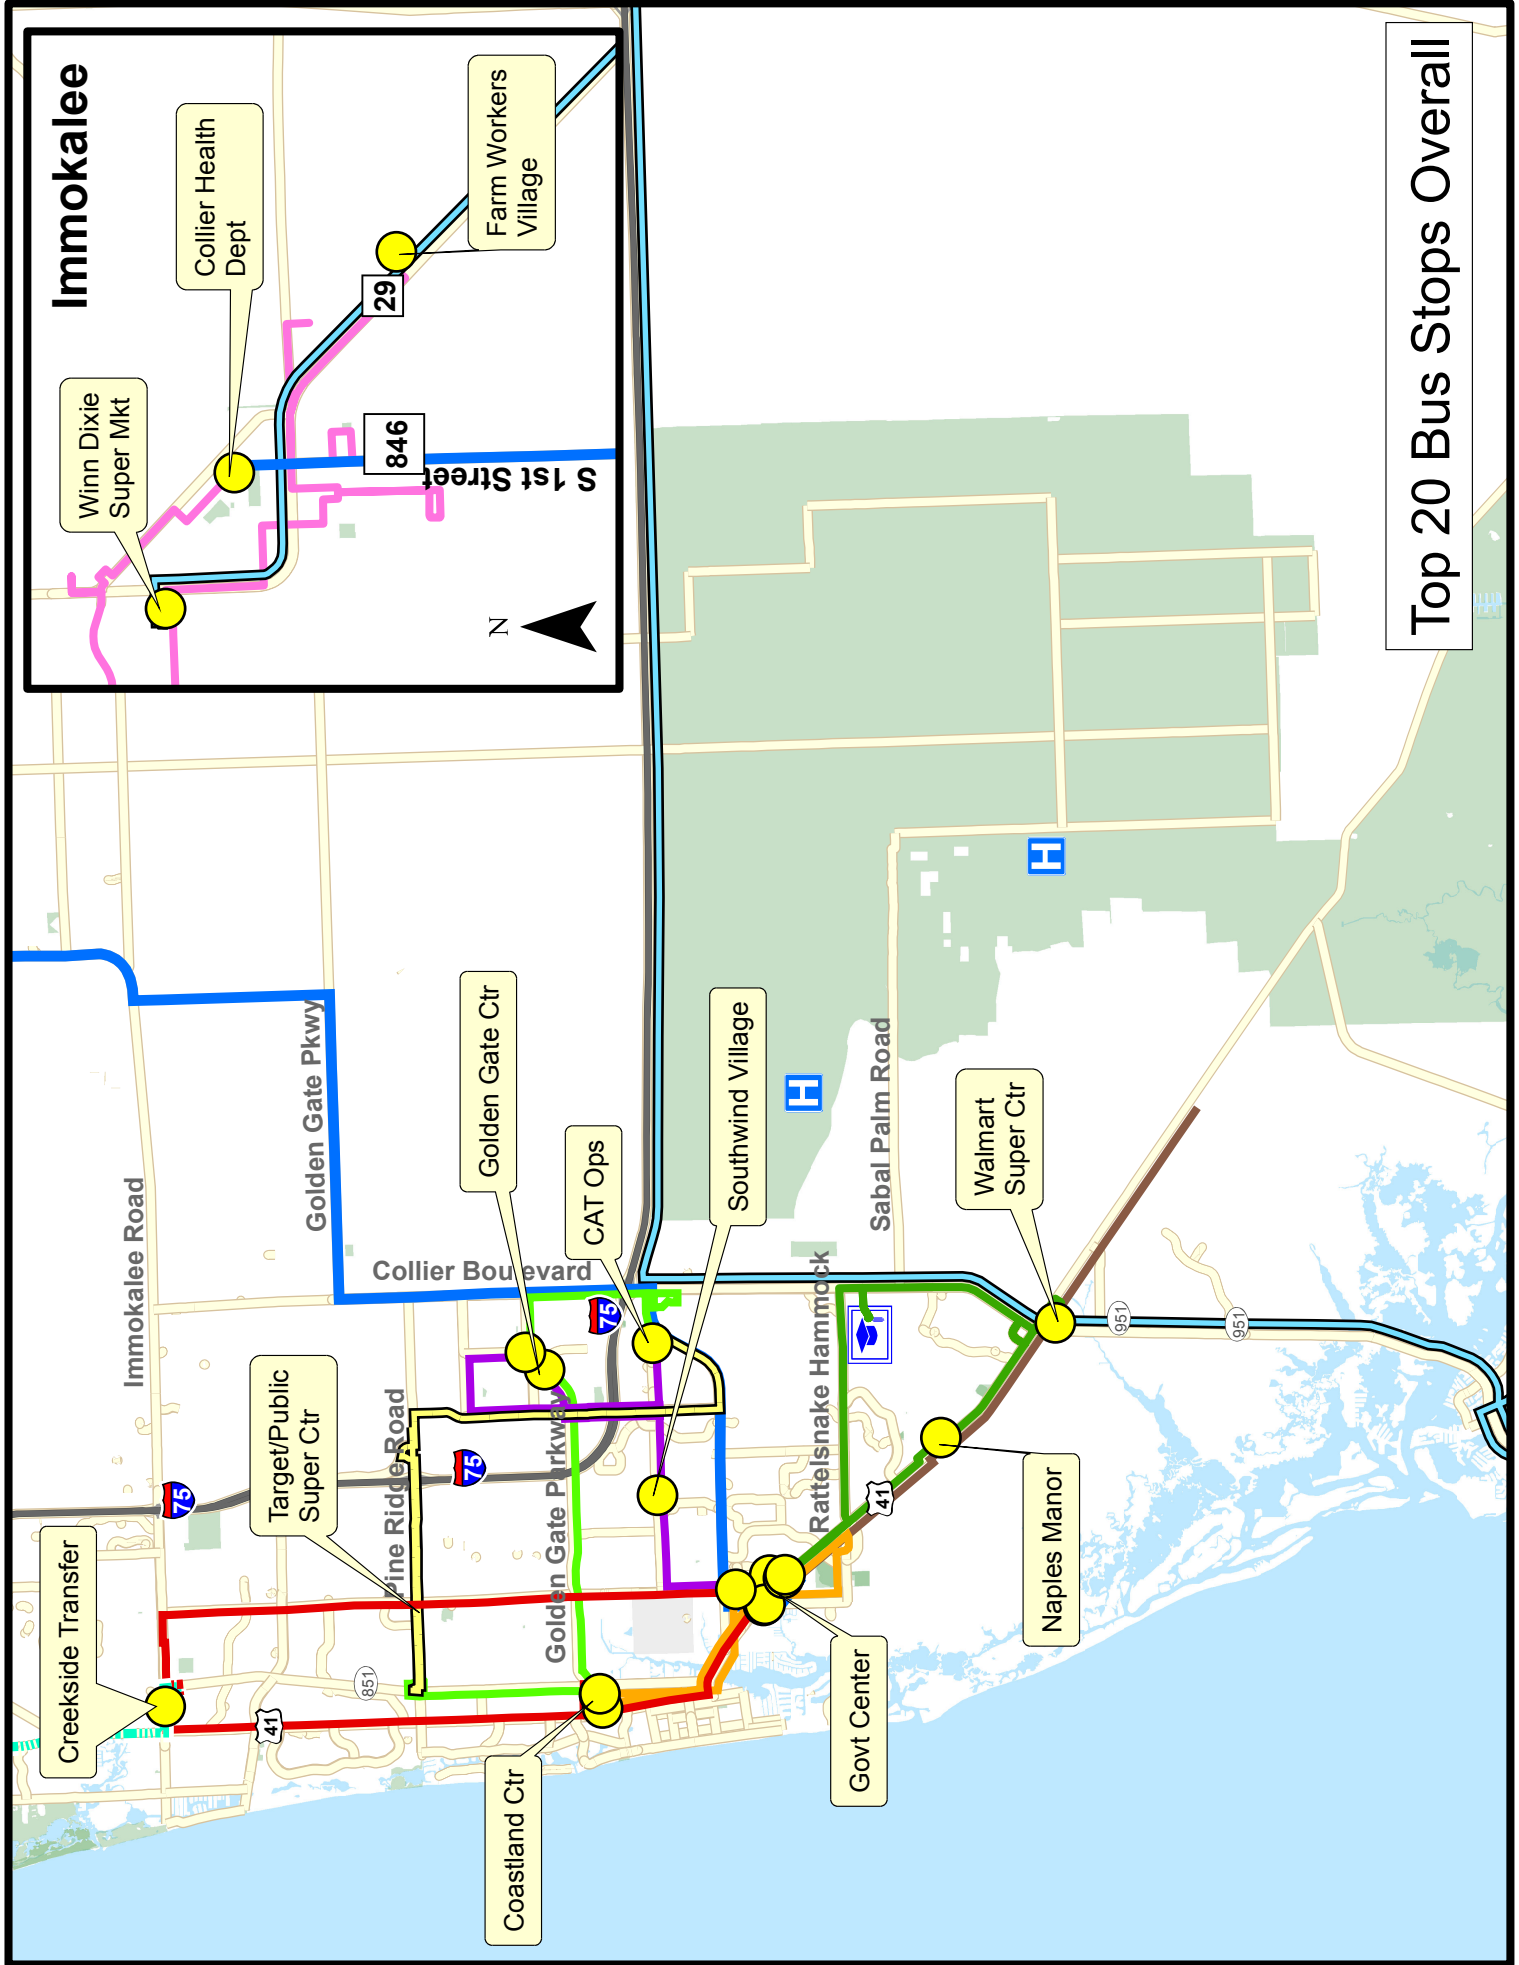 Immokalee
Winn Dixie
Super Mkt
Collier Health
Dept
Farm Workers
Village
29
846
S 1st Street
N
Creekside Transfer
Target/Public
Super Ctr
Immokalee Road
Golden Gate Pkwy
Golden Gate Ctr
CAT Ops
Southwind Village
Collier Boulevard
Pine Ridge Road
Golden Gate Parkway
75
75
75
41
851
Coastland Ctr
Govt Center
Rattelsnake Hammock
Sabal Palm Road
H
H
Walmart
Super Ctr
41
Naples Manor
951
951
Top 20 Bus Stops Overall